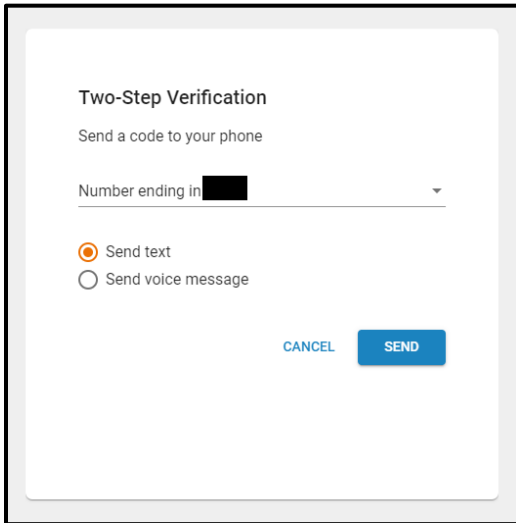 Two-Step Verification
Send a code to your phone
Number ending in
Send text
Send voice message
CANCEL SEND